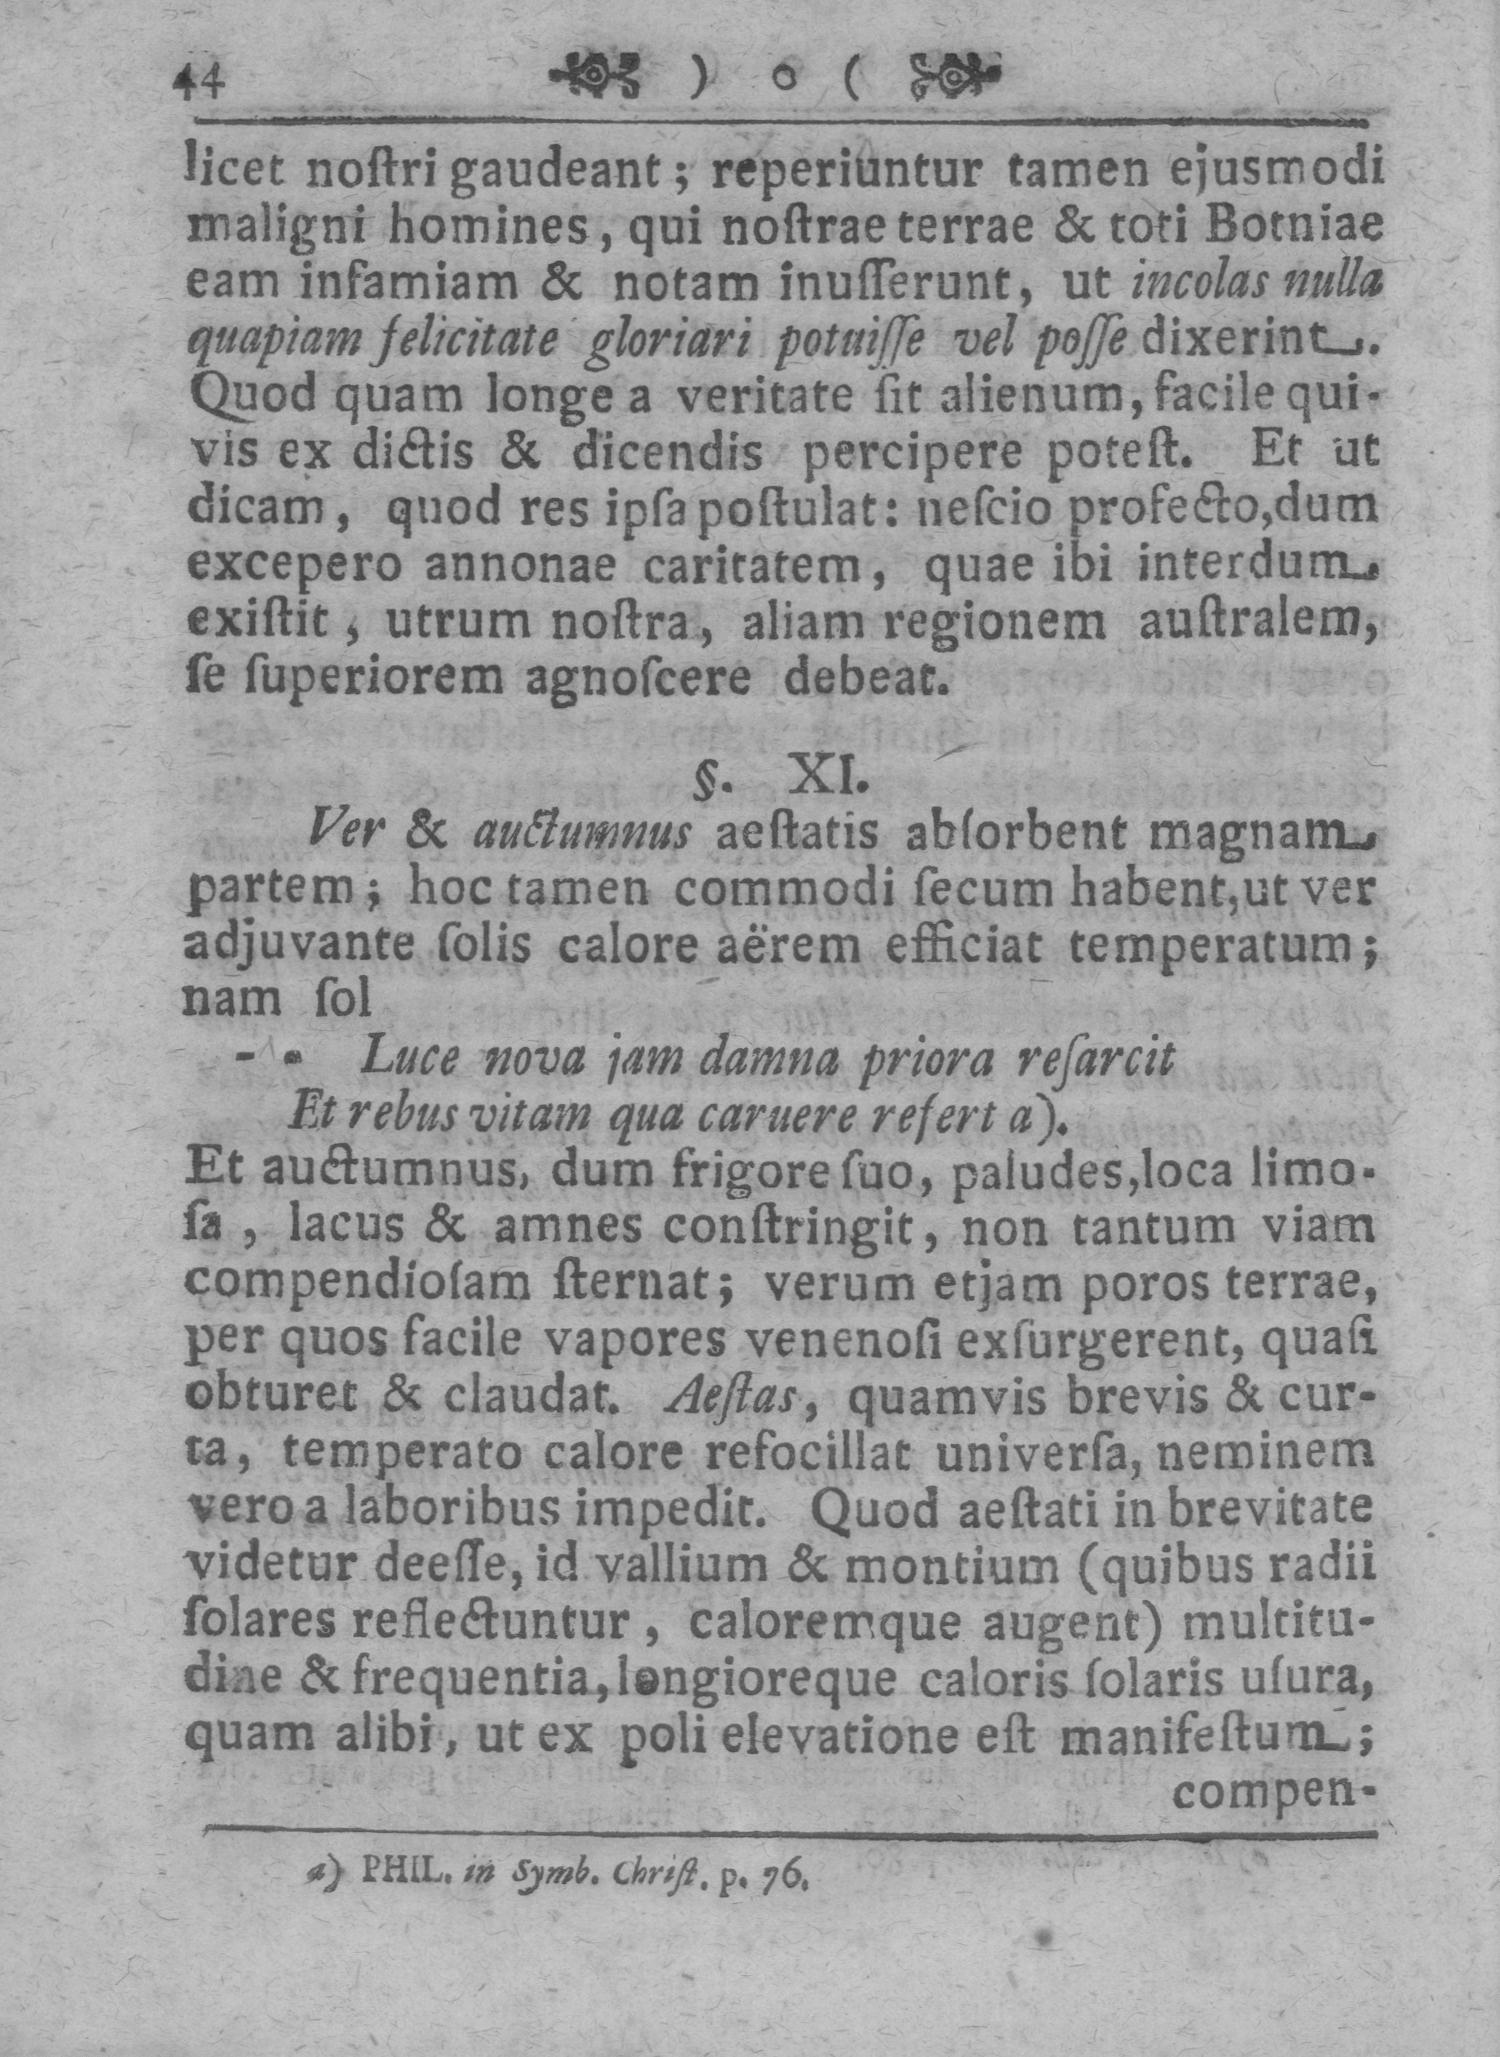 44 ) o (
licet noſtri gaudeant; reperiuntur tamen ejusmodi
maligni homines, qui noſtrae terrae & toti Botniae
eam infamiam & notam inuſſerunt, ut incolas nulla
quapiam felicitate gloriari potuiſſe vel poſſe dixerint.
Quod quam longe a veritate ſit alienum, facile qui-
vis ex dictis & dicendis percipere poteſt. Et ut
dicam, quod res ipſa poſtulat: neſcio profecto, dum
excepero annonae caritatem, quae ibi interdum
exiſtit, utrum noſtra, aliam regionem auſtralem,
ſe ſuperiorem agnoſcere debeat.
§. XI.
Ver & auctumnus aeſtatis abſorbent magnam
partem; hoc tamen commodi ſecum habent, ut ver
adjuvante ſolis calore aërem efficiat temperatum;
nam ſol
- - Luce nova jam damna priora reſarcit
Et rebus vitam qua caruere refert a).
Et auctumnus, dum frigore ſuo, paludes, loca limo-
ſa, lacus & amnes conſtringit, non tantum viam
compendioſam ſternat; verum etjam poros terrae,
per quos facile vapores venenoſi exſurgerent, quaſi
obturet & claudat. Aeſtas, quamvis brevis & cur-
ta, temperato calore refocillat univerſa, neminem
vero a laboribus impedit. Quod aeſtati in brevitate
videtur deeſſe, id vallium & montium (quibus radii
ſolares reflectuntur, caloremque augent) multitu-
dine & frequentia, longioreque caloris ſolaris uſura,
quam alibi, ut ex poli elevatione eſt manifeſtum;
compen-
a) PHIL. in Symb. Chriſt. p. 76.